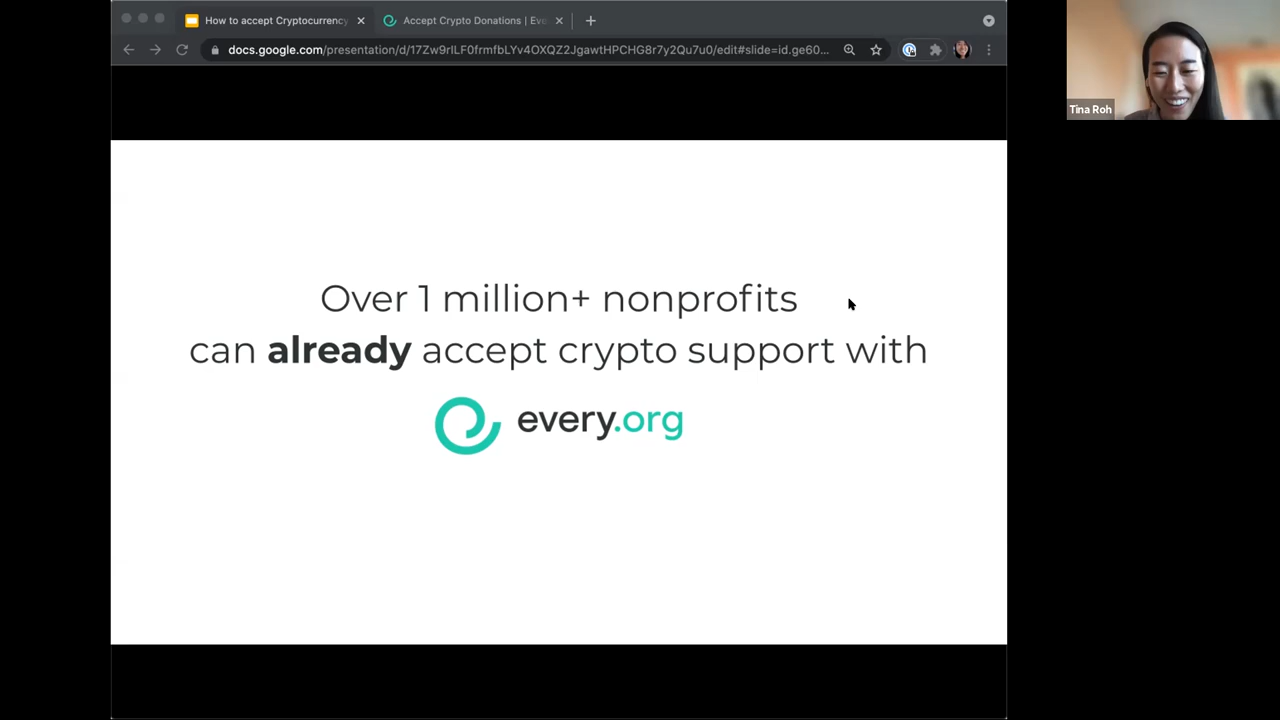 How to accept Cryptocurrency
Accept Crypto Donations | Eve
docs.google.com/presentation/d/17Zw9rILF0frmfbLYv4OXQZ2JgawtHPCHG8r7y2Qu7u0/edit#slide=id.ge60...
Tina Roh
Over 1 million+ nonprofits
can already accept crypto support with
every.org